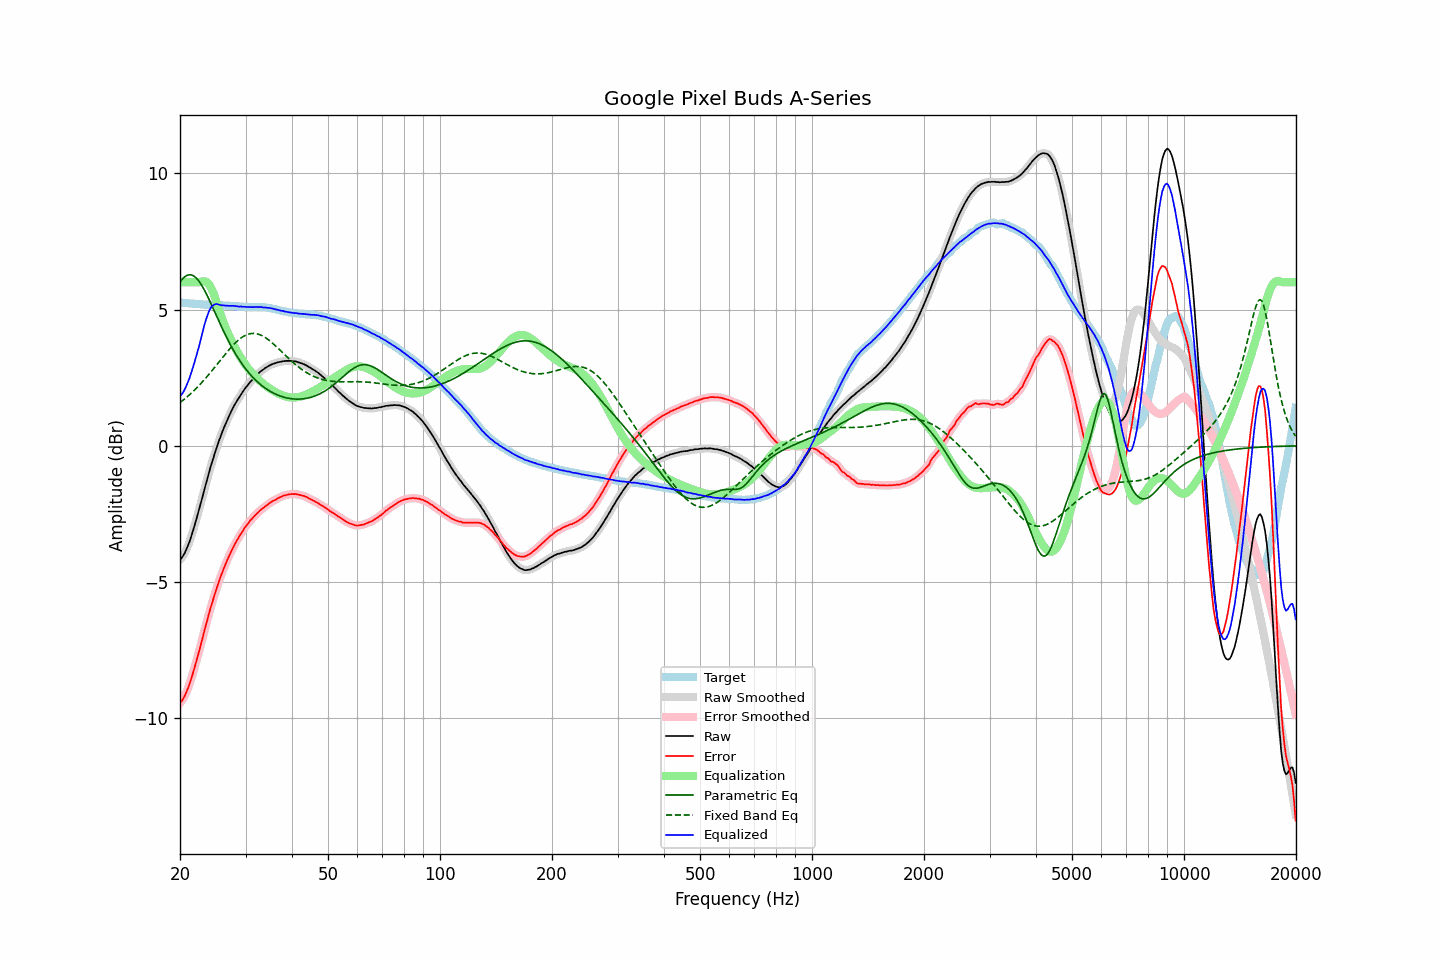 Google Pixel Buds A-Series
Amplitude (dBr)
10
5
0
−5
−10
Target
Raw Smoothed
Error Smoothed
Raw
Error
Equalization
Parametric Eq
Fixed Band Eq
Equalized
20
50
100
200
500
1000
2000
5000
10000
20000
Frequency (Hz)